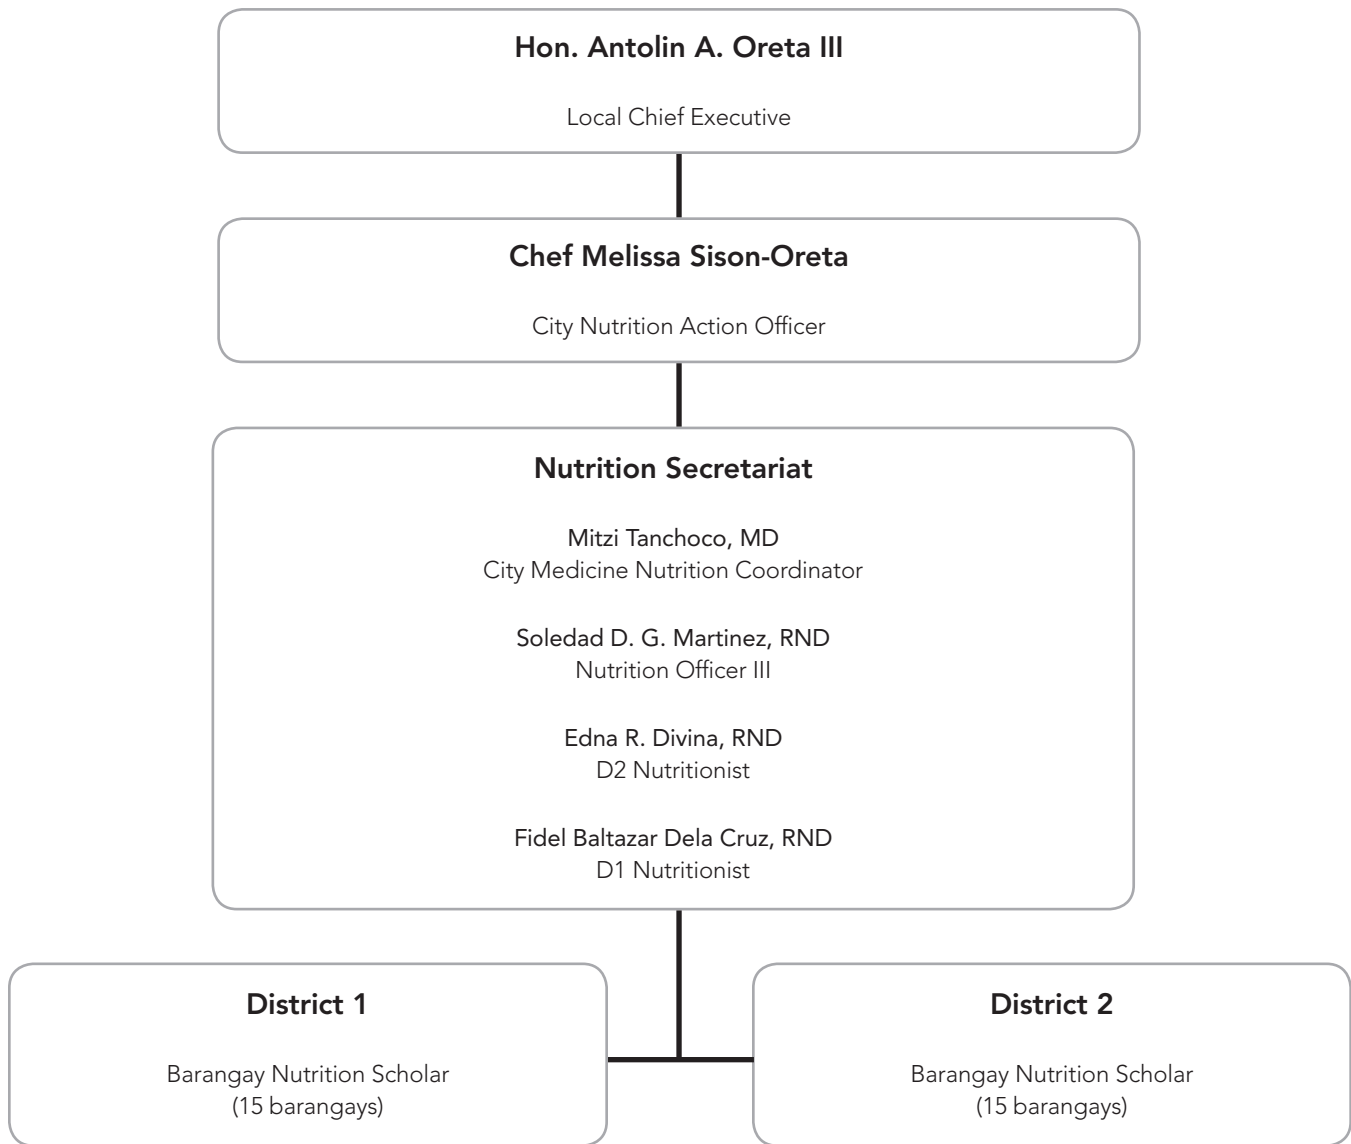 Hon. Antolin A. Oreta III
Local Chief Executive
Chef Melissa Sison-Oreta
City Nutrition Action Officer
Nutrition Secretariat
Mitzi Tanchoco, MD
City Medicine Nutrition Coordinator
Soledad D. G. Martinez, RND
Nutrition Officer III
Edna R. Divina, RND
D2 Nutritionist
Fidel Baltazar Dela Cruz, RND
D1 Nutritionist
District 1
Barangay Nutrition Scholar
(15 barangays)
District 2
Barangay Nutrition Scholar
(15 barangays)